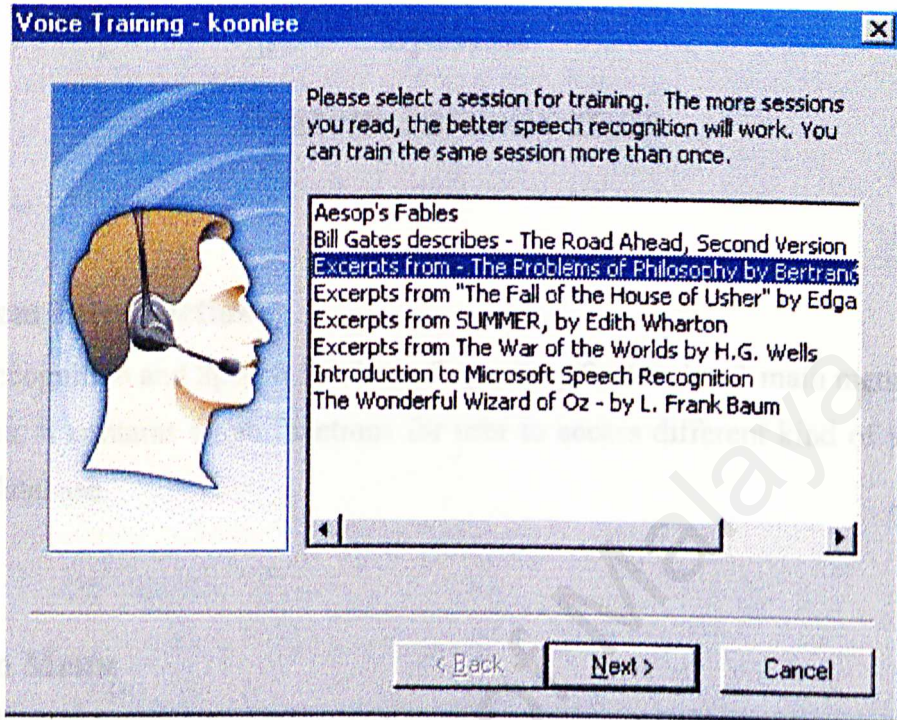 Voice Training - koonlee
Please select a session for training. The more sessions
you read, the better speech recognition will work. You
can train the same session more than once.
Aesop's Fables
Bill Gates describes - The Road Ahead, Second Version
Excerpts from - The Problems of Philosophy by Bertrand
Excerpts from "The Fall of the House of Usher" by Edga
Excerpts from SUMMER, by Edith Wharton
Excerpts from The War of the Worlds by H.G. Wells
Introduction to Microsoft Speech Recognition
The Wonderful Wizard of Oz - by L. Frank Baum
Malaya
< Back Next > Cancel